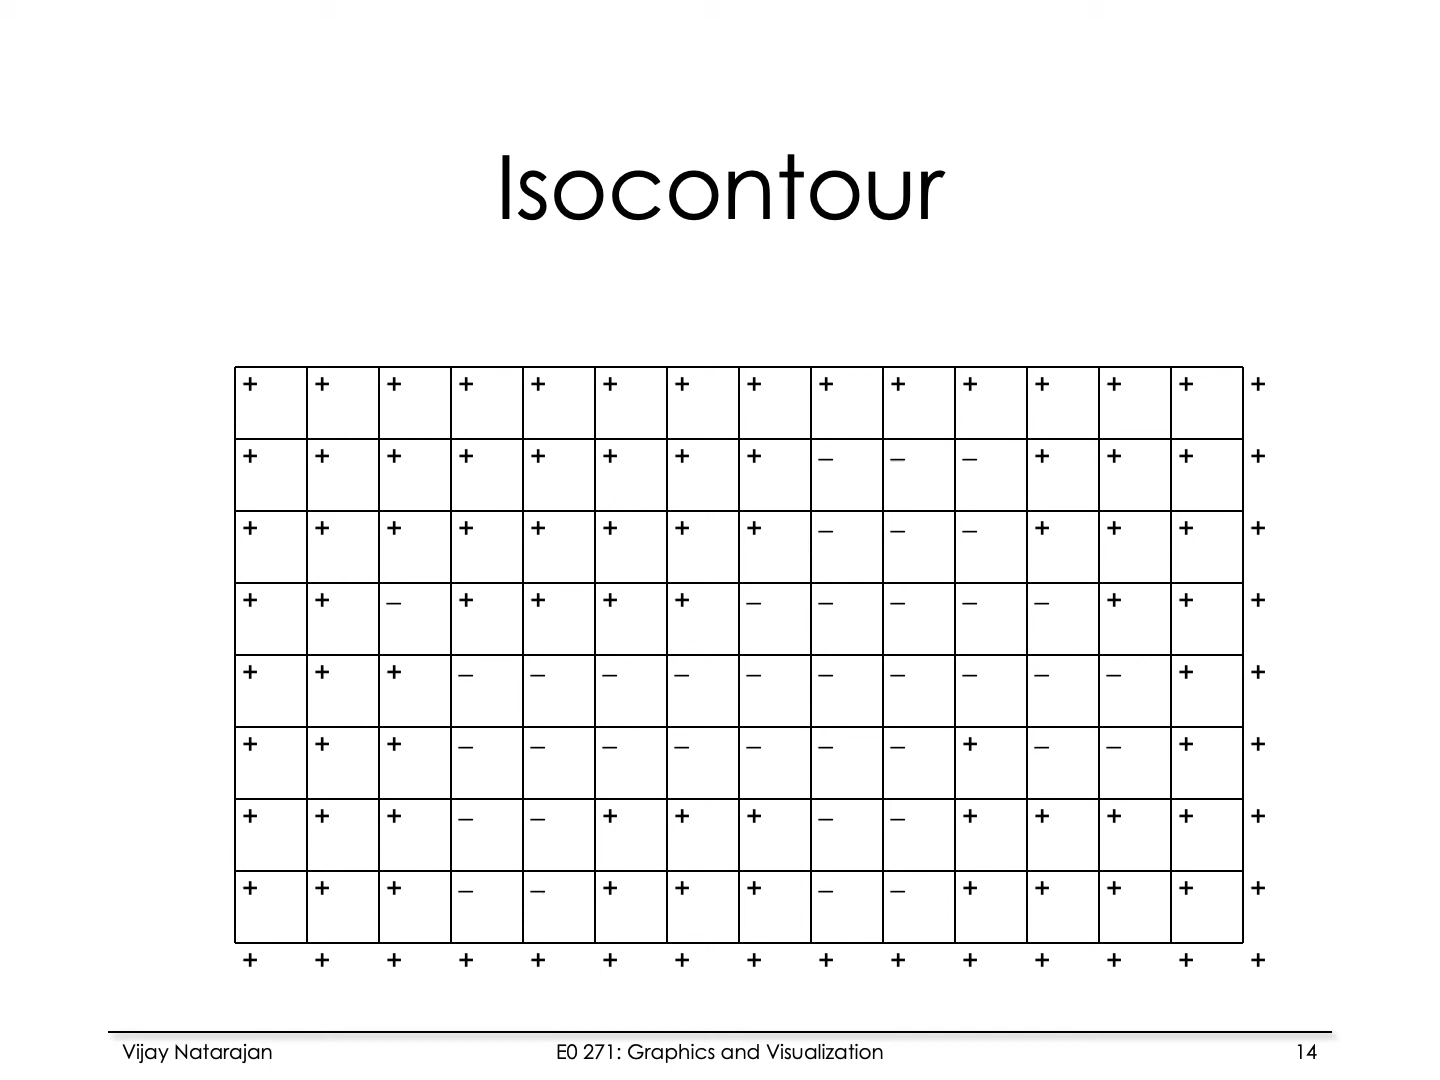 Isocontour
+ + + + + + + + + + + + + + +
+ + + + + + + + – – – + + + +
+ + + + + + + + – – – + + + +
+ + – + + + + – – – – – + + +
+ + + – – – – – – – – – – + +
+ + + – – – – – – – + – – + +
+ + + – – + + + – – + + + + +
+ + + – – + + + – – + + + + +
+ + + + + + + + + + + + + + +
Vijay Natarajan E0 271: Graphics and Visualization 14